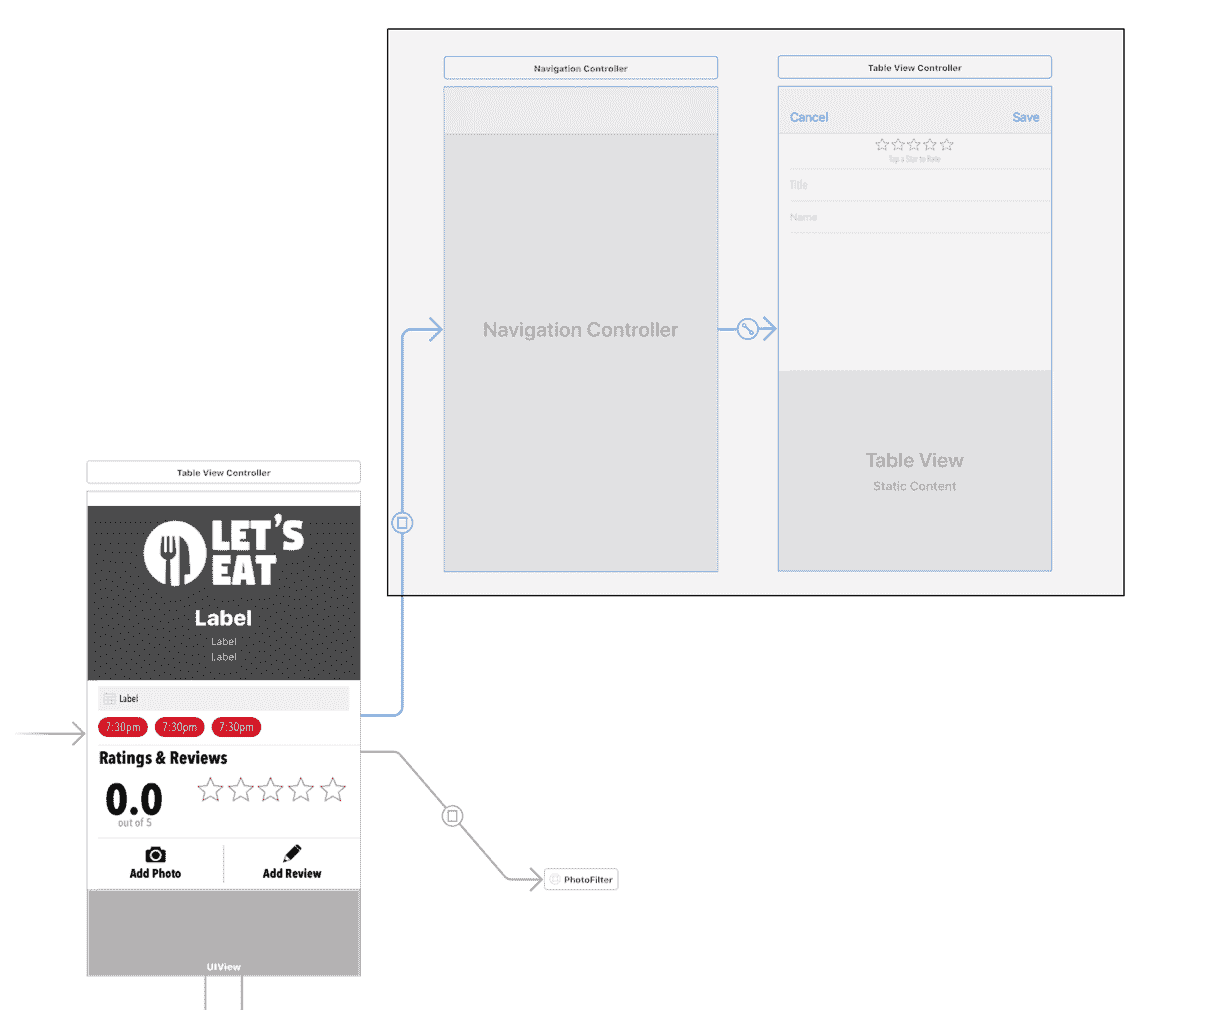 Navigation Controller
Table View Controller
Cancel
Save
Tap a Star to Rate
Title
Name
Navigation Controller
Table View
Static Content
Table View Controller
LET'S
EAT
Label
Label
Label
Label
7:30pm
7:30pm
7:30pm
Ratings & Reviews
0.0
out of 5
Add Photo
Add Review
PhotoFilter
UIView